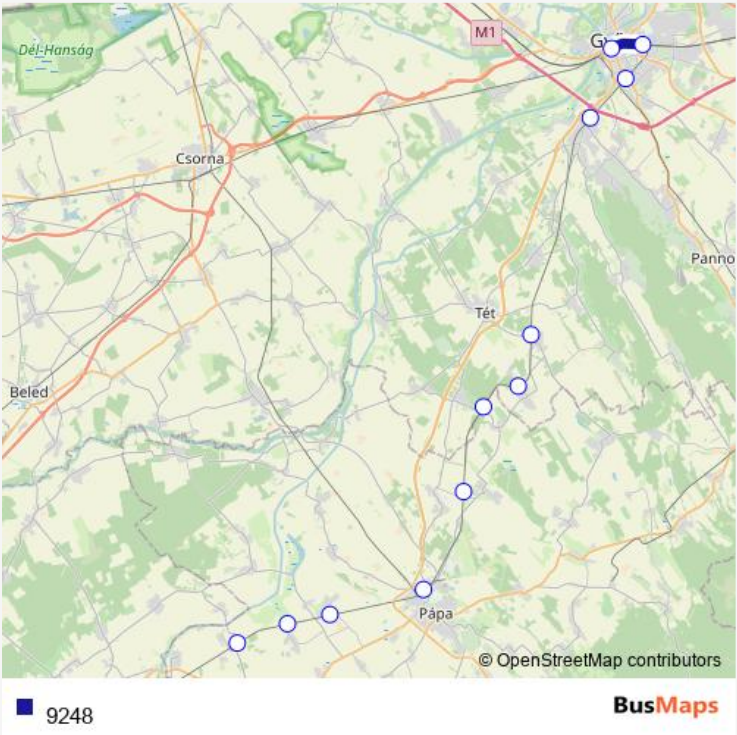 Dél-Hanság
M1
Csorna
Panno
Tét
Beled
Pápa
© OpenStreetMap contributors
9248
BusMaps